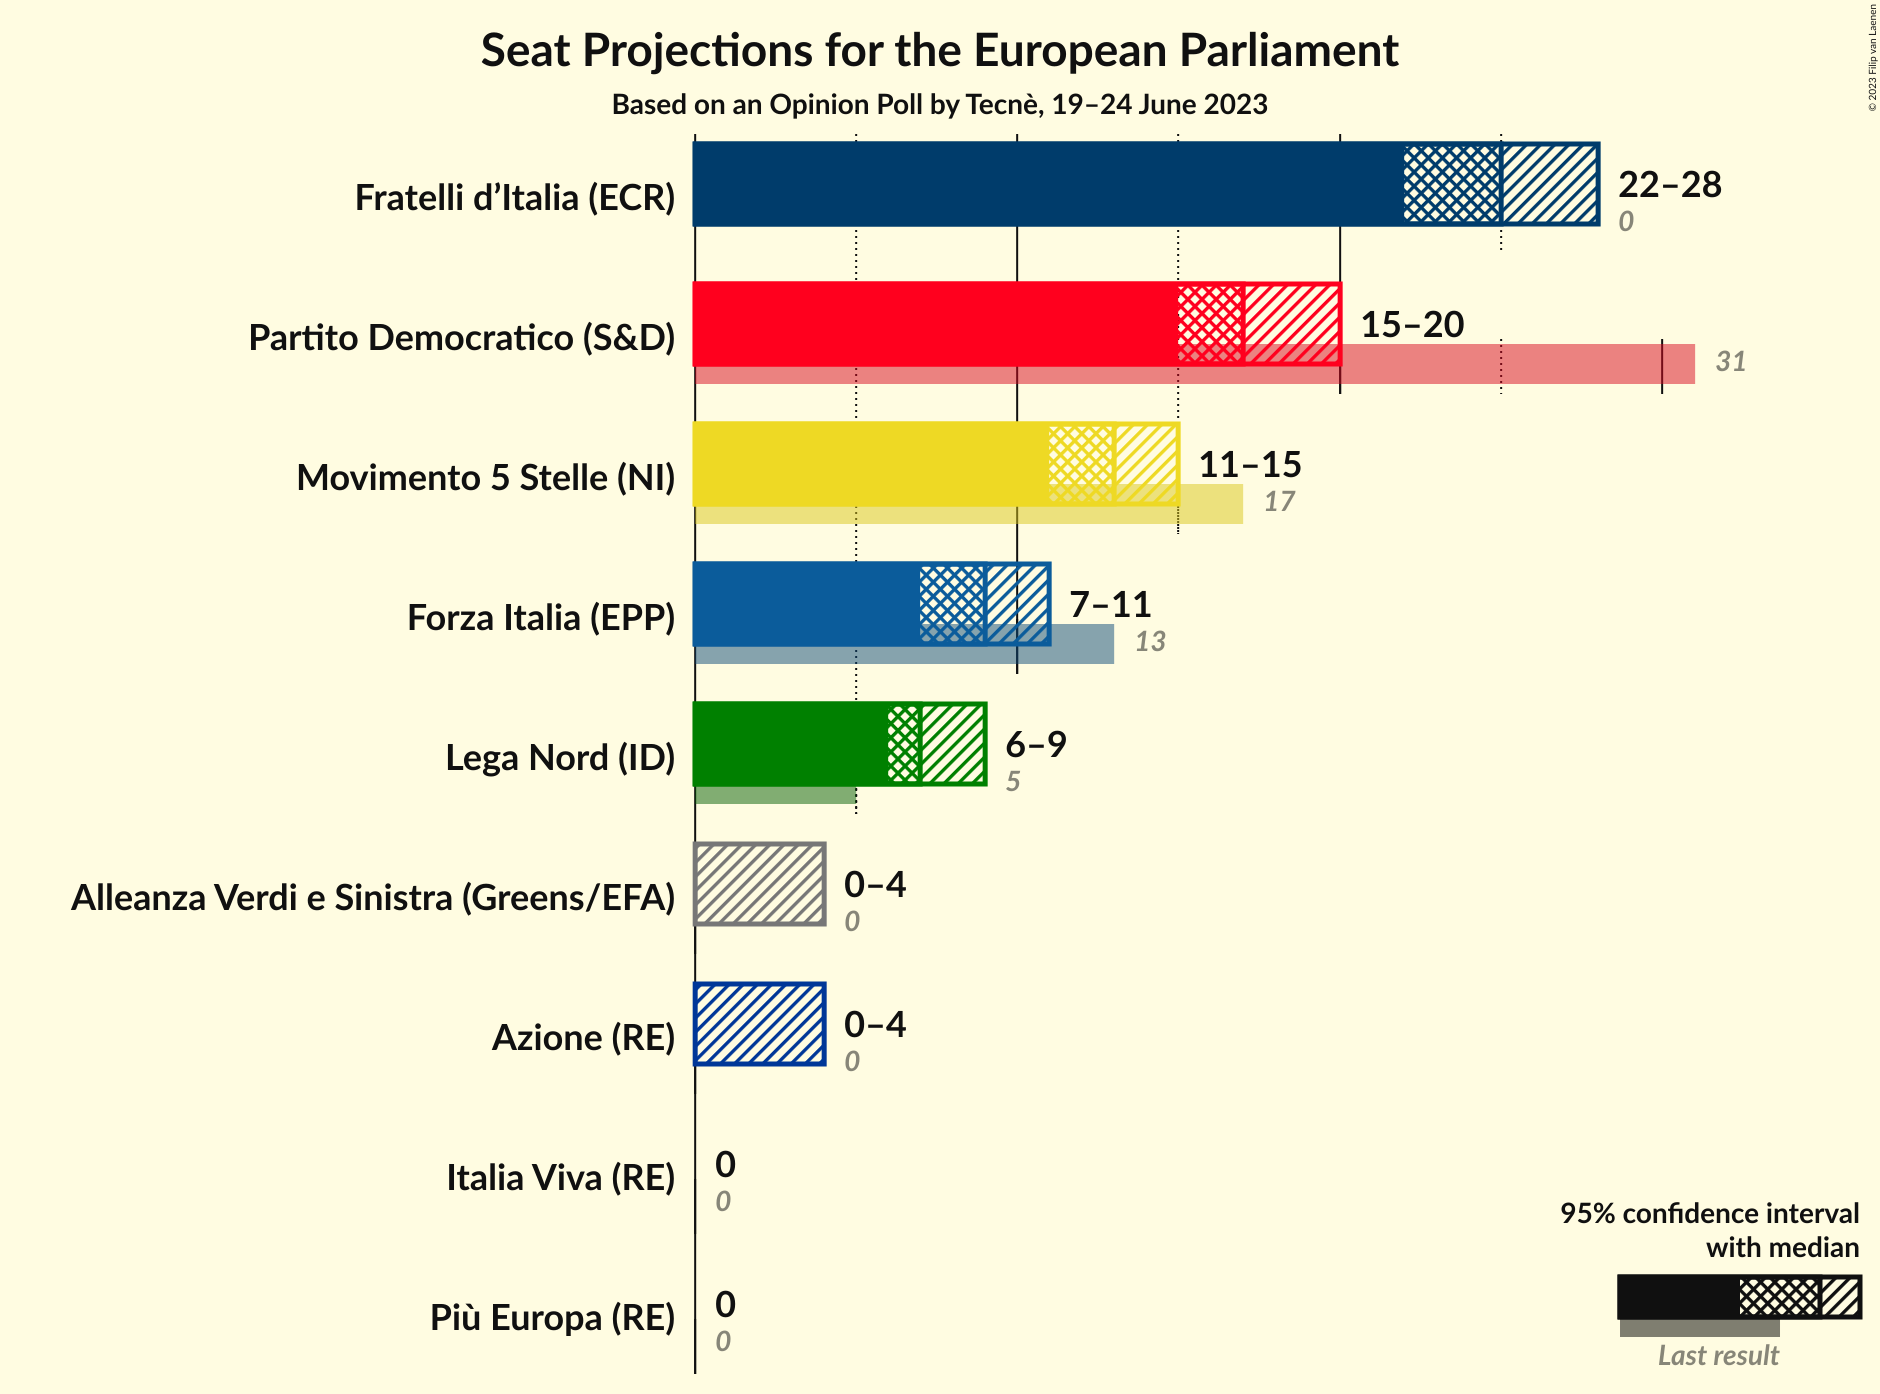 Seat Projections for the European Parliament
Based on an Opinion Poll by Tecnè, 19–24 June 2023
© 2023 Filip van Laenen
Fratelli d’Italia (ECR)
22–28
0
Partito Democratico (S&D)
15–20
31
Movimento 5 Stelle (NI)
11–15
17
Forza Italia (EPP)
7–11
13
Lega Nord (ID)
6–9
5
Alleanza Verdi e Sinistra (Greens/EFA)
0–4
0
Azione (RE)
0–4
0
Italia Viva (RE)
0
0
Più Europa (RE)
0
0
95% confidence interval
with median
Last result